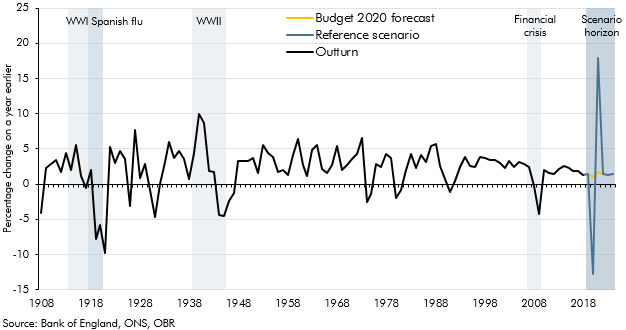 25
20
15
10
5
0
-5
-10
-15
Percentage change on a year earlier
WWI Spanish flu
WWII
Budget 2020 forecast
Reference scenario
Outturn
Financial
crisis
Scenario
horizon
1908 1918 1928 1938 1948 1958 1968 1978 1988 1998 2008 2018
Source: Bank of England, ONS, OBR